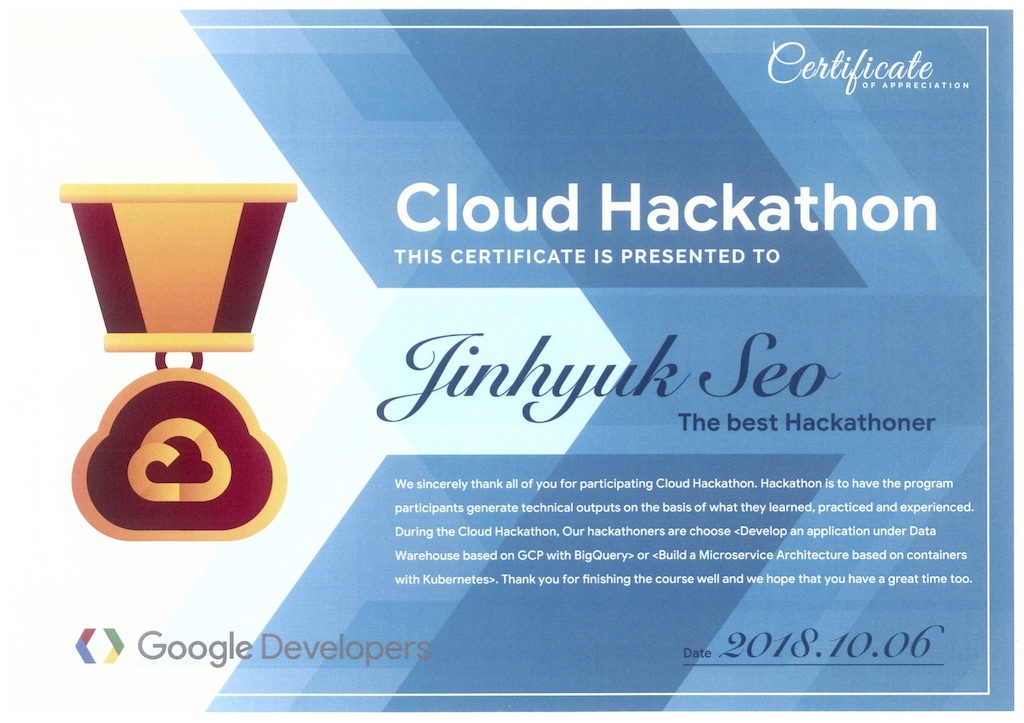 Certificate
OF APPRECIATION
Cloud Hackathon
THIS CERTIFICATE IS PRESENTED TO
Jinhyuk Seo
The best Hackathoner
We sincerely thank all of you for participating Cloud Hackathon. Hackathon is to have the program
participants generate technical outputs on the basis of what they learned, practiced and experienced.
During the Cloud Hackathon, Our hackathoners are choose <Develop an application under Data
Warehouse based on GCP with BigQuery> or <Build a Microservice Architecture based on containers
with Kubernetes>. Thank you for finishing the course well and we hope that you have a great time too.
Google Developers
Date 2018.10.06